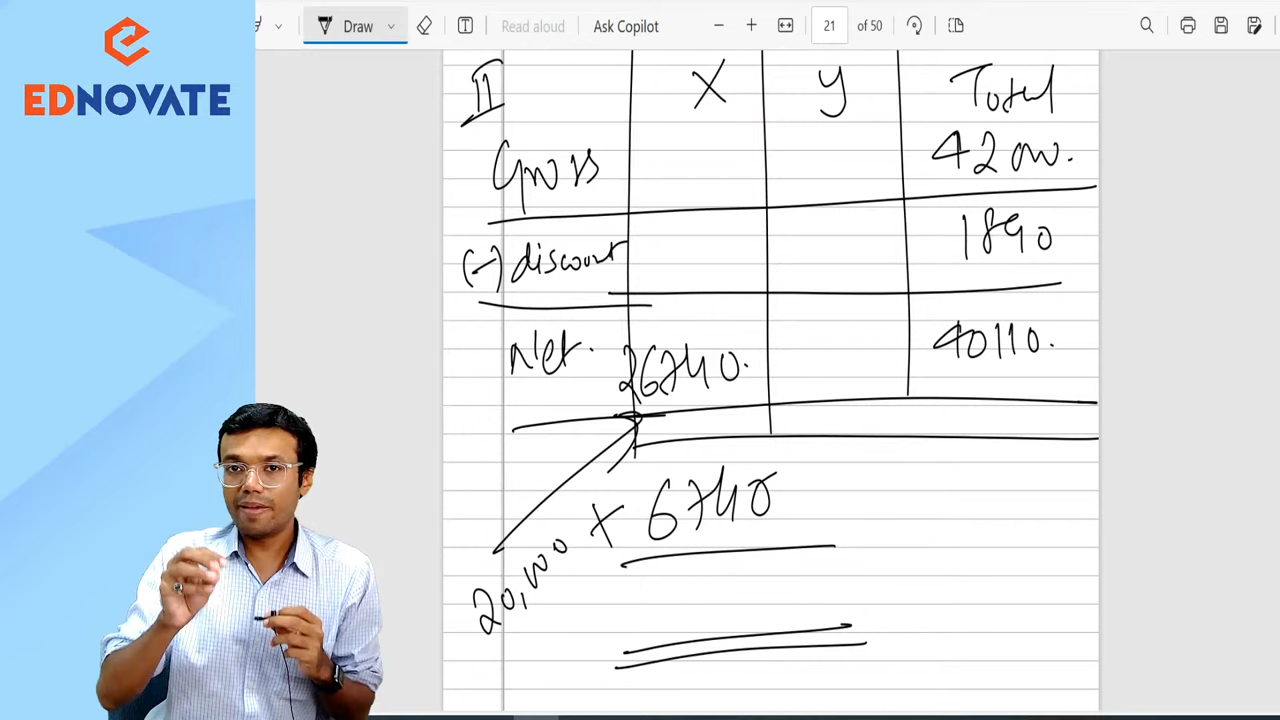 Draw
Read aloud
Ask Copilot
21
of 50
EDNOVATE
II X Y Total
Gross 42000.
(-) discount 1890
Net. 26740. 40110.
20,000 + 6740